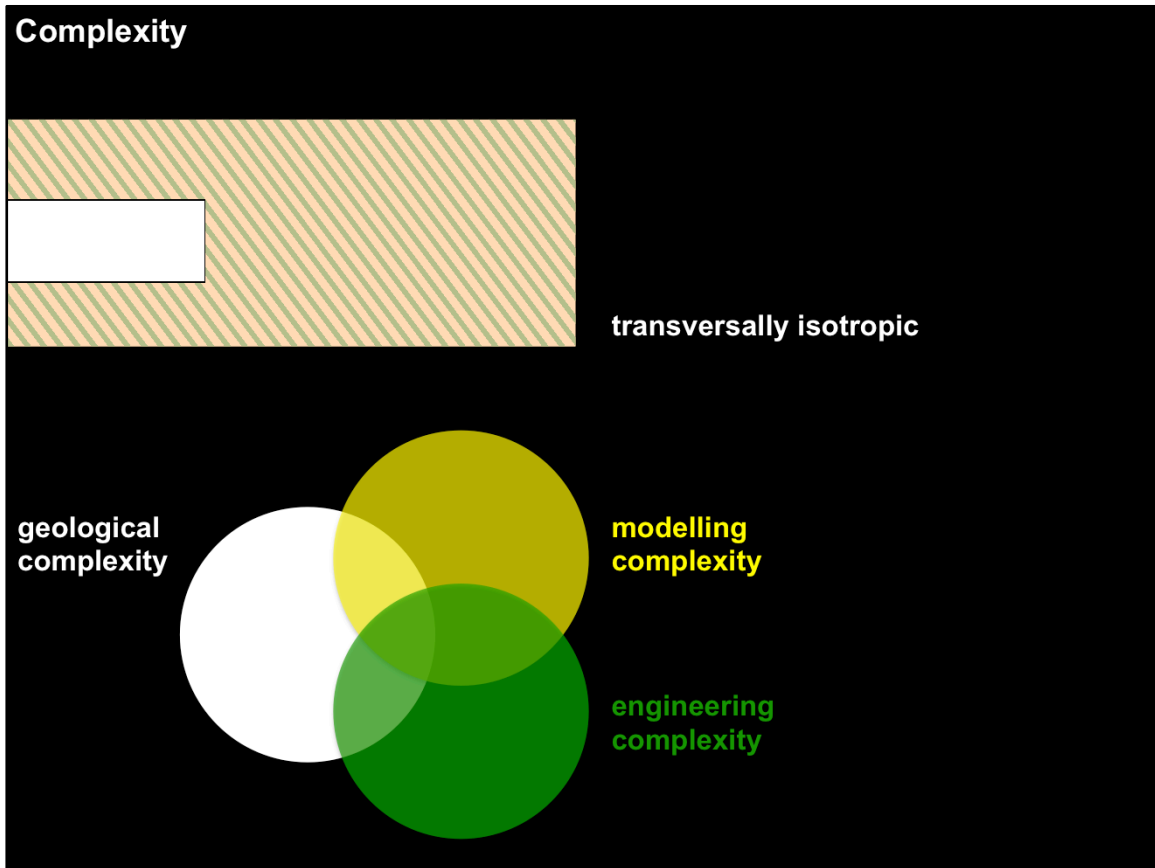 Complexity
transversally isotropic
geological
complexity
modelling
complexity
engineering
complexity